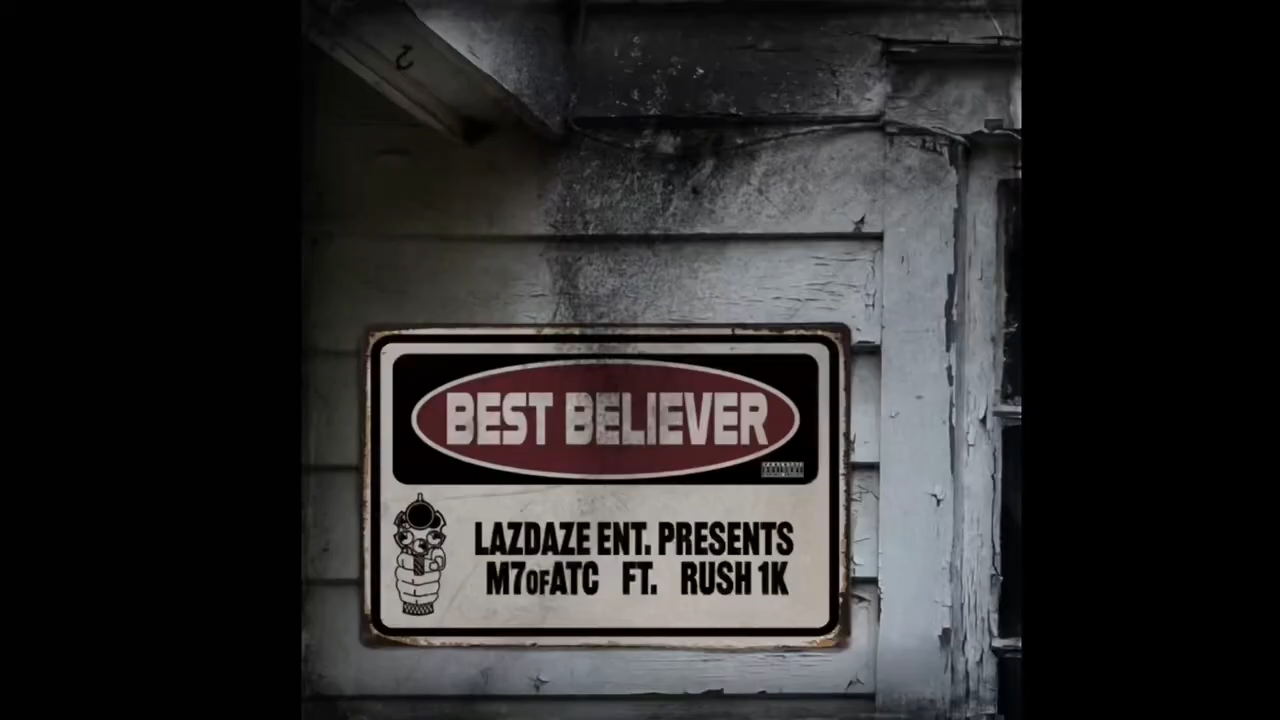 BEST BELIEVER
LAZDAZE ENT. PRESENTS
M7OFATC FT. RUSH 1K